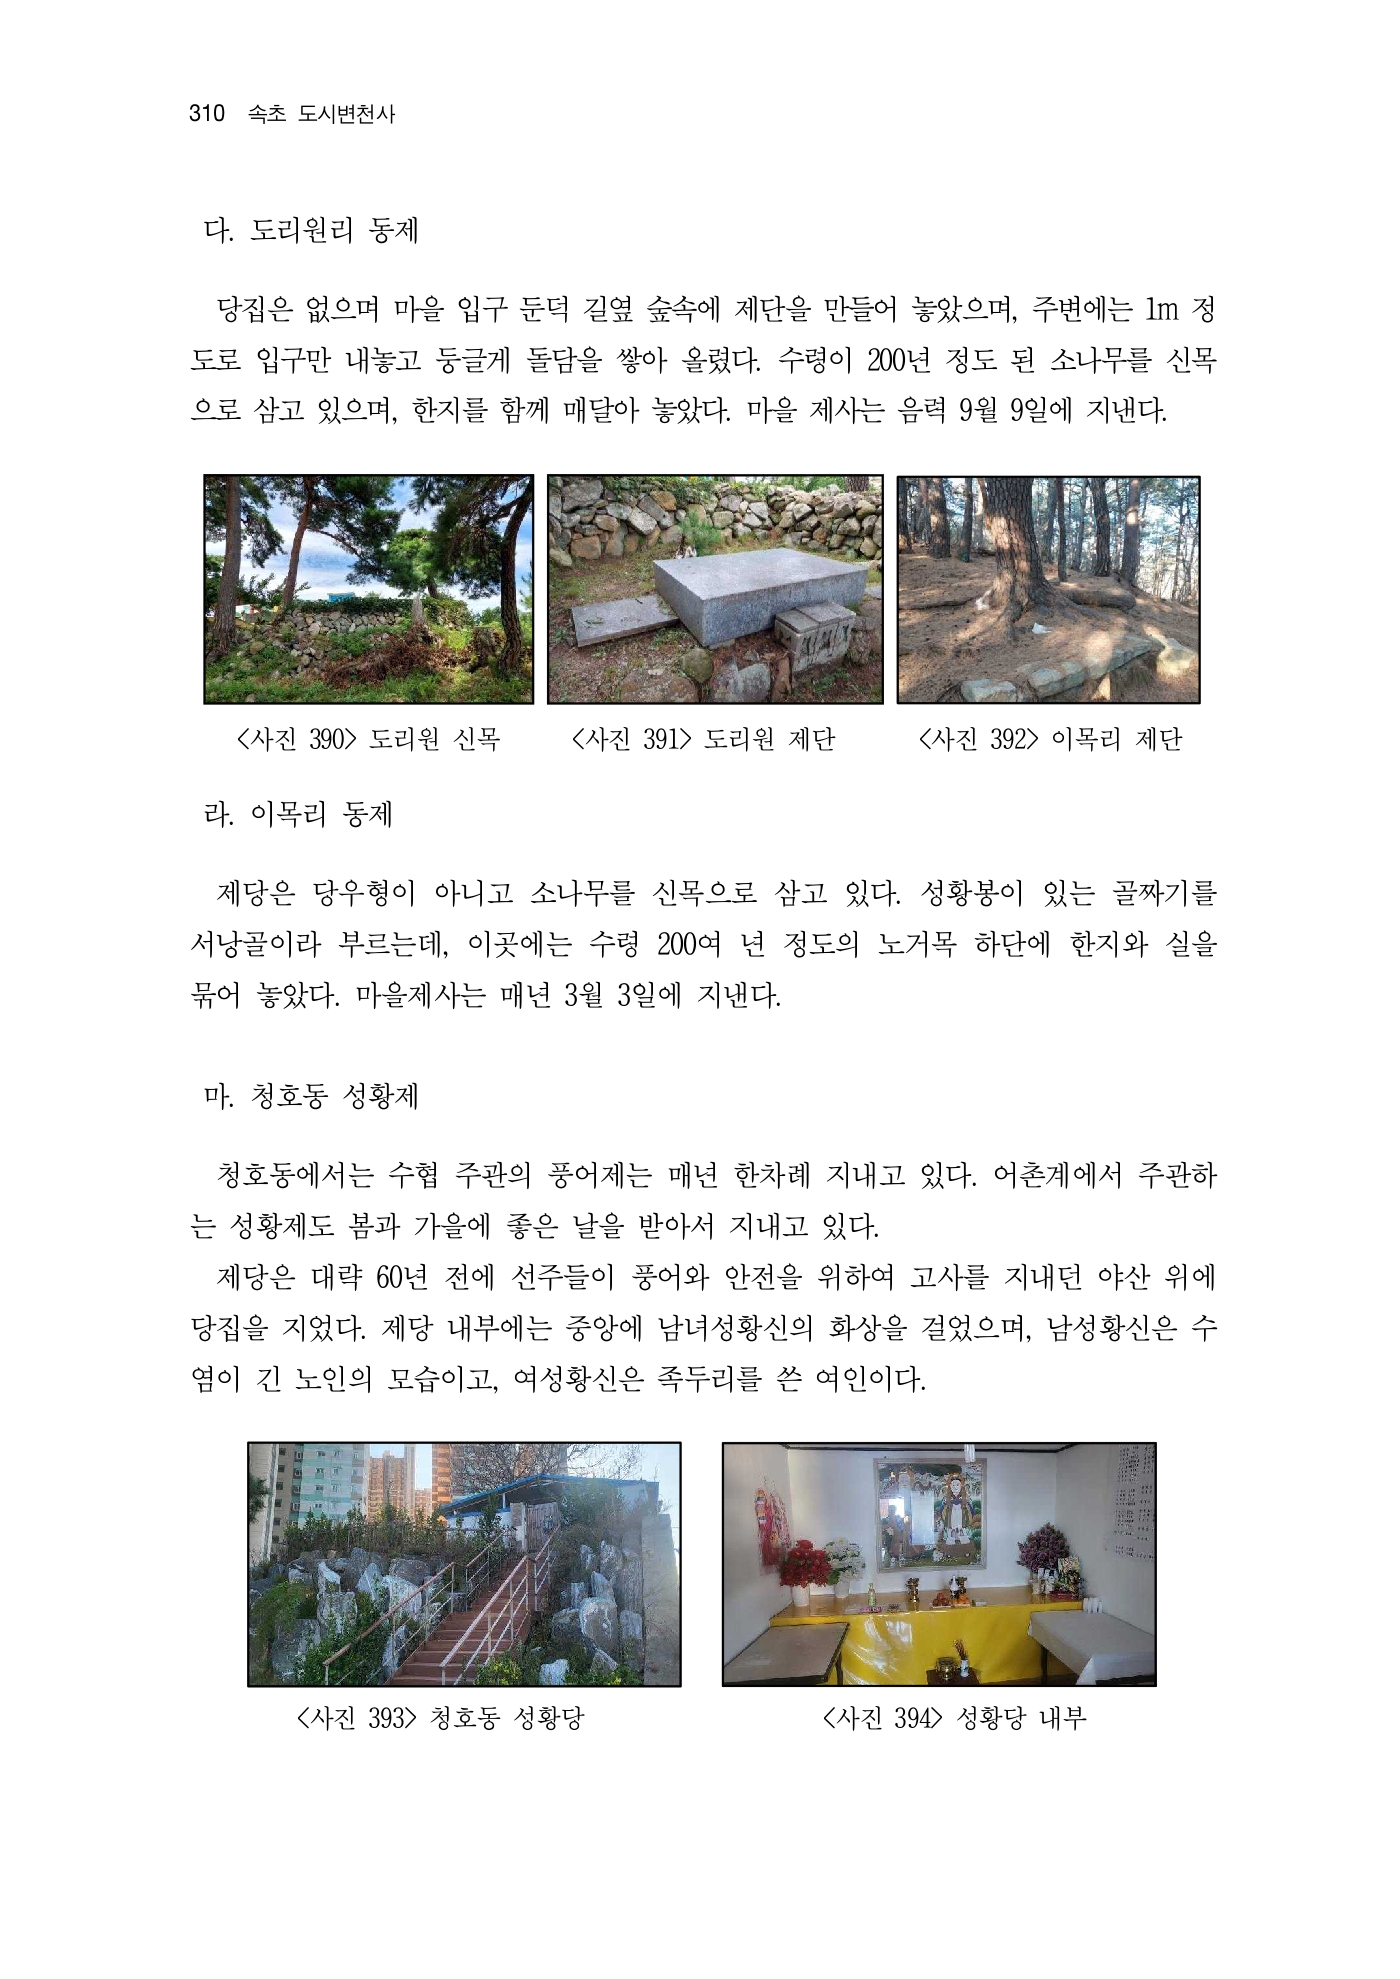 310 속초 도시변천사
다. 도리원리 동제
당집은 없으며 마을 입구 둔덕 길옆 숲속에 제단을 만들어 놓았으며, 주변에는 1m 정
도로 입구만 내놓고 둥글게 돌담을 쌓아 올렸다. 수령이 200년 정도 된 소나무를 신목
으로 삼고 있으며, 한지를 함께 매달아 놓았다. 마을 제사는 음력 9월 9일에 지낸다.
<사진 390> 도리원 신목 <사진 391> 도리원 제단 <사진 392> 이목리 제단
라. 이목리 동제
제당은 당우형이 아니고 소나무를 신목으로 삼고 있다. 성황봉이 있는 골짜기를
서낭골이라 부르는데, 이곳에는 수령 200여 년 정도의 노거목 하단에 한지와 실을
묶어 놓았다. 마을제사는 매년 3월 3일에 지낸다.
마. 청호동 성황제
청호동에서는 수협 주관의 풍어제는 매년 한차례 지내고 있다. 어촌계에서 주관하
는 성황제도 봄과 가을에 좋은 날을 받아서 지내고 있다.
제당은 대략 60년 전에 선주들이 풍어와 안전을 위하여 고사를 지내던 야산 위에
당집을 지었다. 제당 내부에는 중앙에 남녀성황신의 화상을 걸었으며, 남성황신은 수
염이 긴 노인의 모습이고, 여성황신은 족두리를 쓴 여인이다.
<사진 393> 청호동 성황당 <사진 394> 성황당 내부